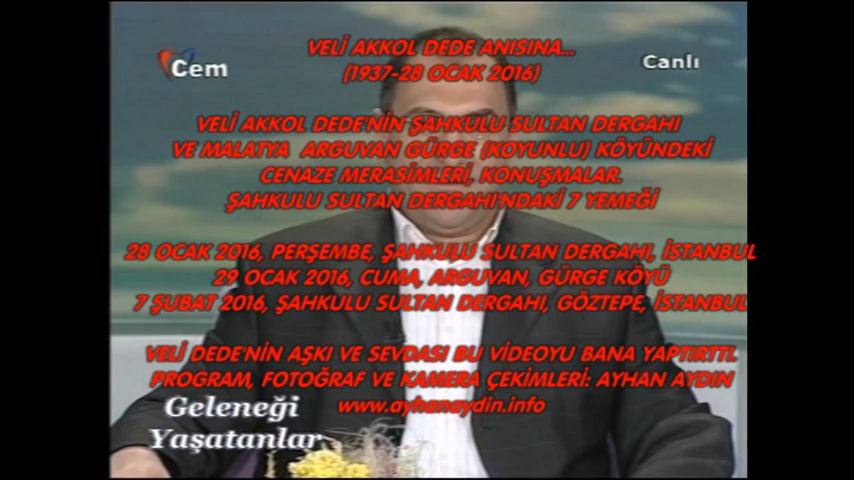 VELİ AKKOL DEDE ANISINA...
(1937-28 OCAK 2016)
Cem
Canlı
VELİ AKKOL DEDE'NİN ŞAHKULU SULTAN DERGAHI
VE MALATYA ARGUVAN GÜRGE (KOYUNLU) KÖYÜNDEKİ
CENAZE MERASİMLERİ, KONUŞMALAR.
ŞAHKULU SULTAN DERGAHI'NDAKİ 7 YEMEĞİ
28 OCAK 2016, PERŞEMBE, ŞAHKULU SULTAN DERGAHI, İSTANBUL
29 OCAK 2016, CUMA, ARGUVAN, GÜRGE KÖYÜ
7 ŞUBAT 2016, ŞAHKULU SULTAN DERGAHI, GÖZTEPE, İSTANBUL
VELİ DEDE'NİN AŞKI VE SEVDASI BU VİDEOYU BANA YAPTIRTTI.
PROGRAM, FOTOĞRAF VE KAMERA ÇEKİMLERİ: AYHAN AYDIN
www.ayhanaydin.info
Geleneği
Yaşatanlar